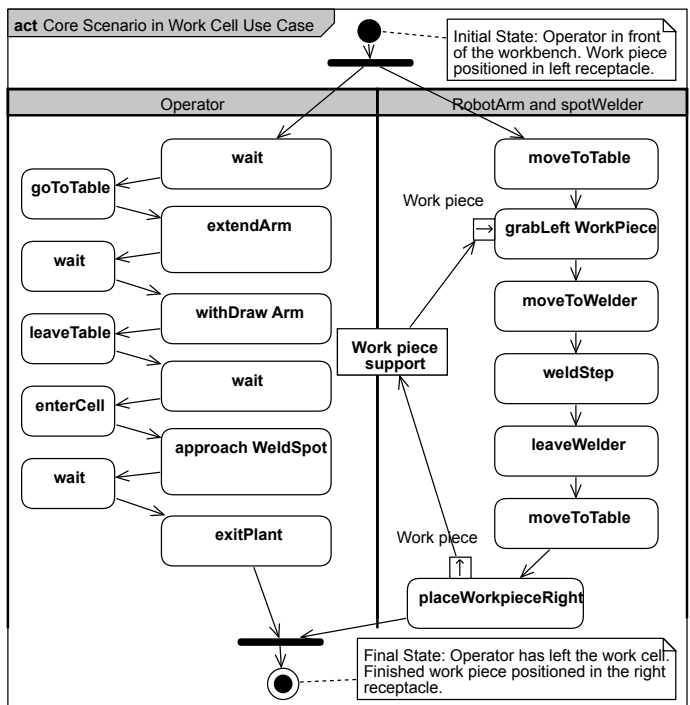 act Core Scenario in Work Cell Use Case
Initial State: Operator in front
of the workbench. Work piece
positioned in left receptacle.
Operator
RobotArm and spotWelder
wait
goToTable
extendArm
wait
withDraw Arm
leaveTable
wait
enterCell
approach WeldSpot
wait
exitPlant
moveToTable
Work piece
grabLeft WorkPiece
moveToWelder
Work piece
support
weldStep
leaveWelder
moveToTable
Work piece
placeWorkpieceRight
Final State: Operator has left the work cell.
Finished work piece positioned in the right
receptacle.